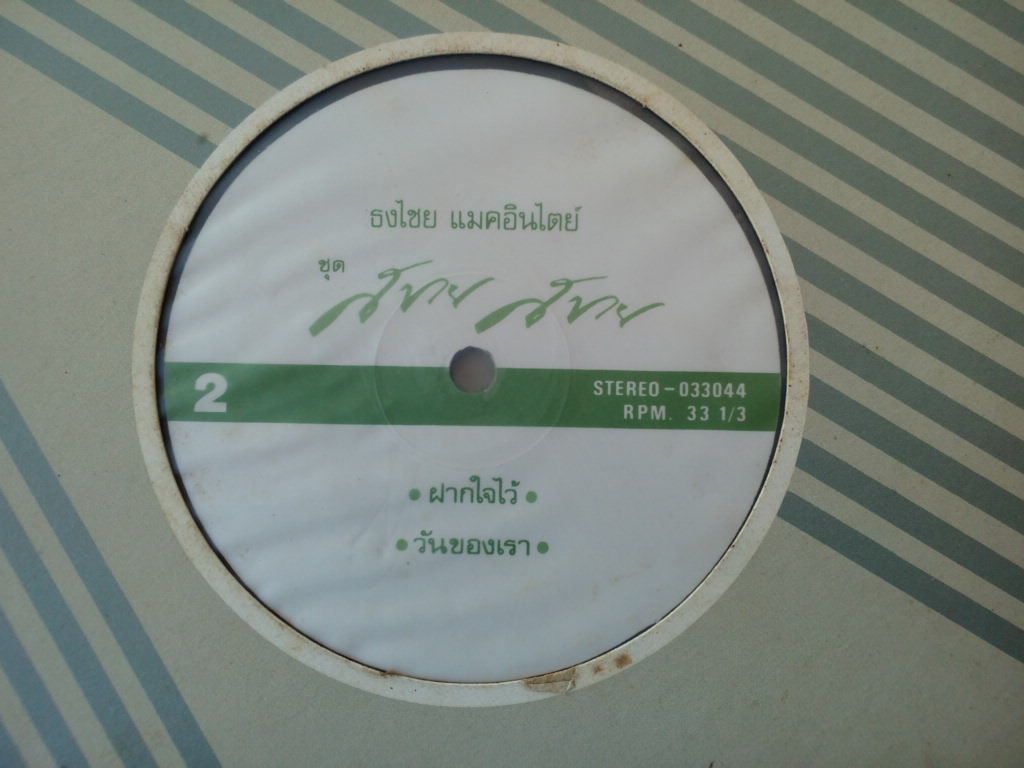 ธงไชย แมคอินไตย์
ชุด
สบาย สบาย
2
STEREO-033044
RPM. 33 1/3
• ฝากใจไว้ •
• วันของเรา •